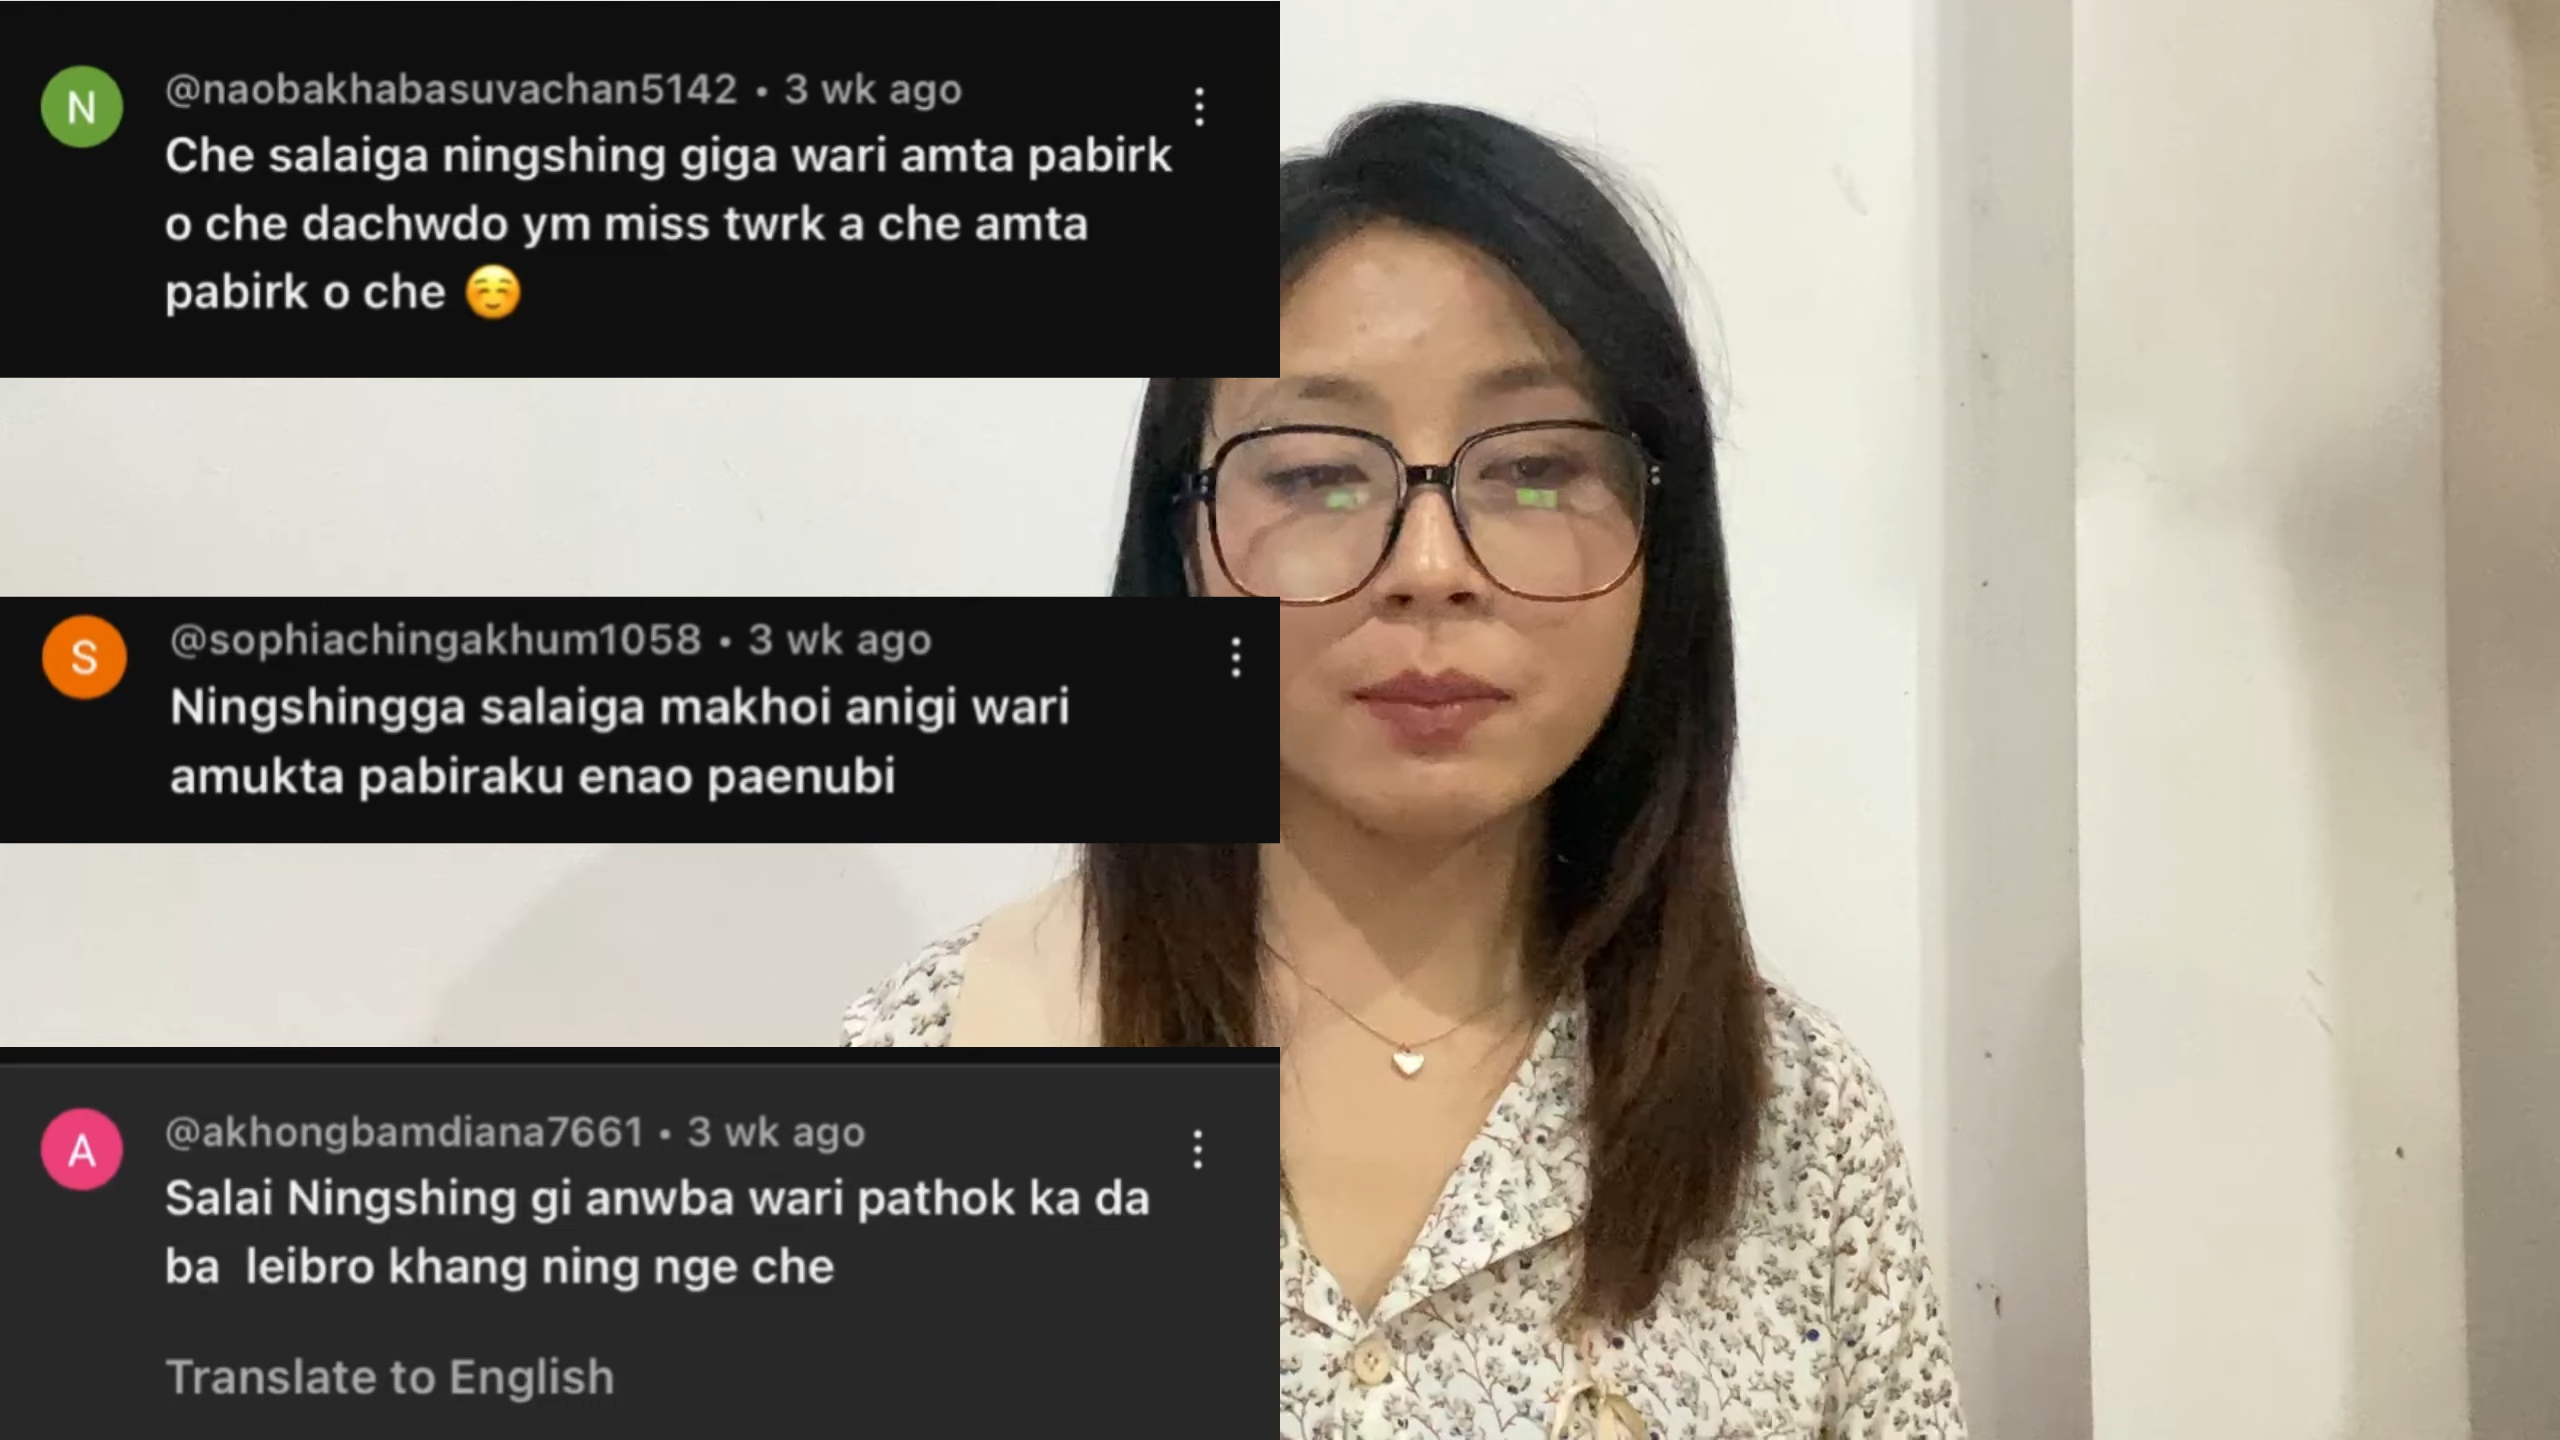 N
@naobakhabasuvachan5142 • 3 wk ago
Che salaiga ningshing giga wari amta pabirk
o che dachwdo ym miss twrk a che amta
pabirk o che ☺️
S
@sophiachingakhum1058 • 3 wk ago
Ningshingga salaiga makhoi anigi wari
amukta pabiraku enao paenubi
A
@akhongbamdiana7661 • 3 wk ago
Salai Ningshing gi anwba wari pathok ka da
ba  leibro khang ning nge che
Translate to English